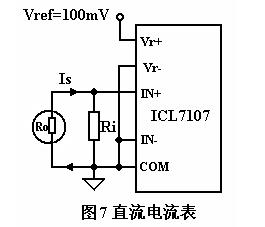 Vref=100mV
Vr+
Vr-
Is
IN+
ICL7107
Ro
Ri
IN-
COM
图7 直流电流表